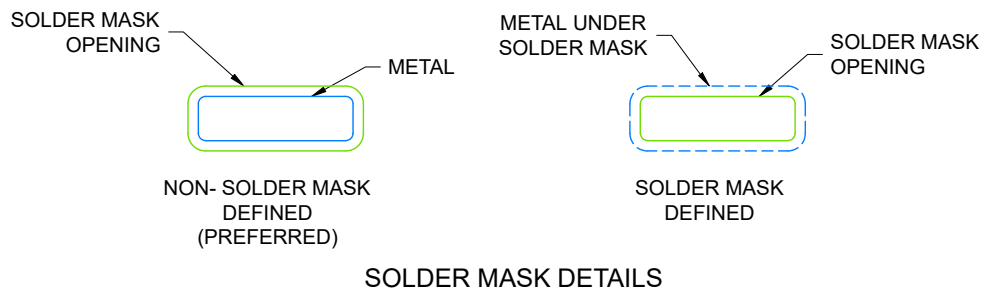 SOLDER MASK
OPENING
METAL
NON- SOLDER MASK
DEFINED
(PREFERRED)
METAL UNDER
SOLDER MASK
SOLDER MASK
OPENING
SOLDER MASK
DEFINED
SOLDER MASK DETAILS